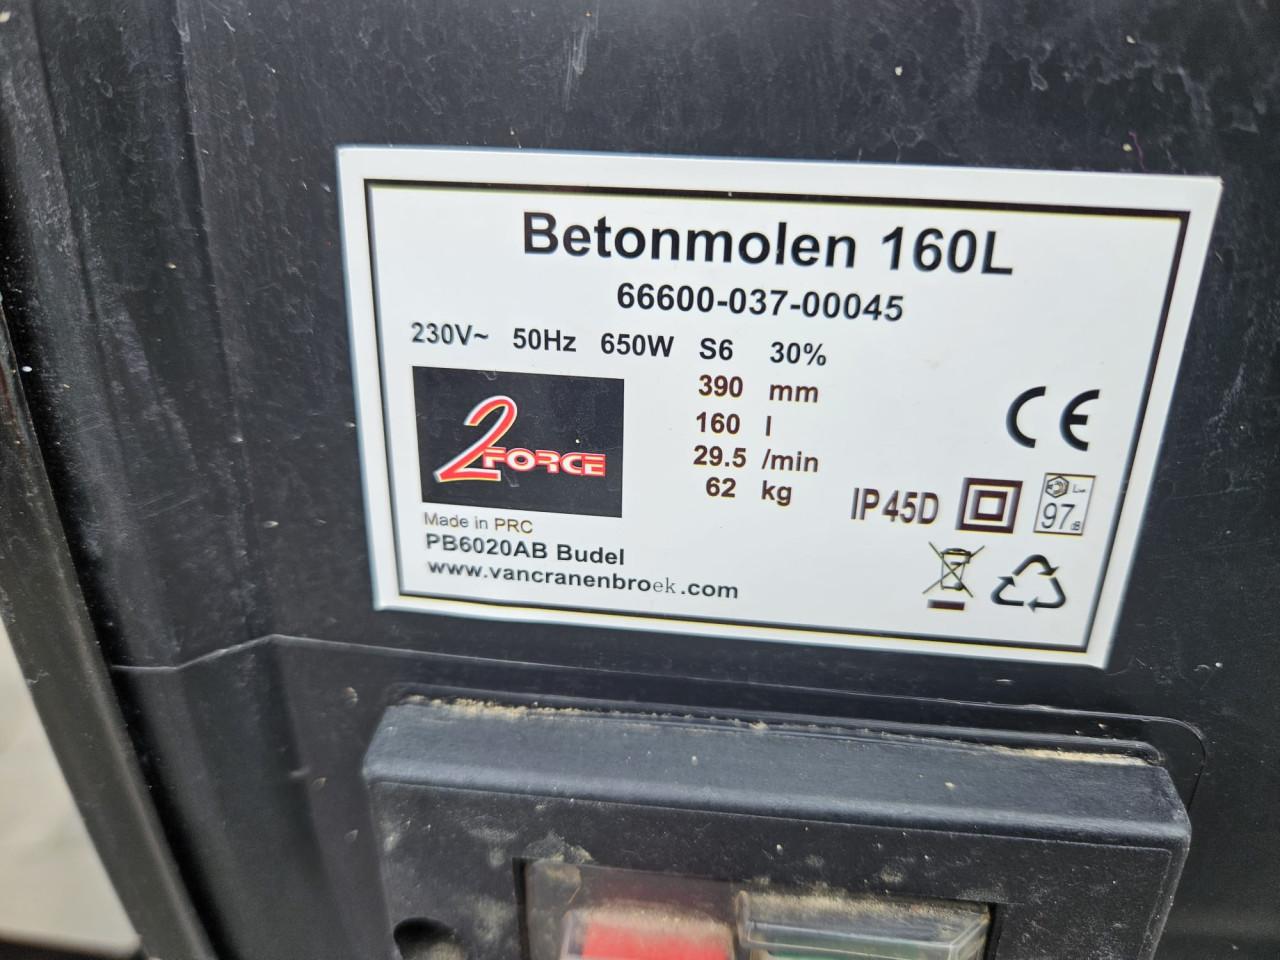 Betonmolen 160L
66600-037-00045
230V~ 50Hz 650W S6 30%
390 mm
160 l
29.5 /min
62 kg
2FORCE
IP45D
CE
97 dB
Made in PRC
PB6020AB Budel
www.vancranenbroek.com